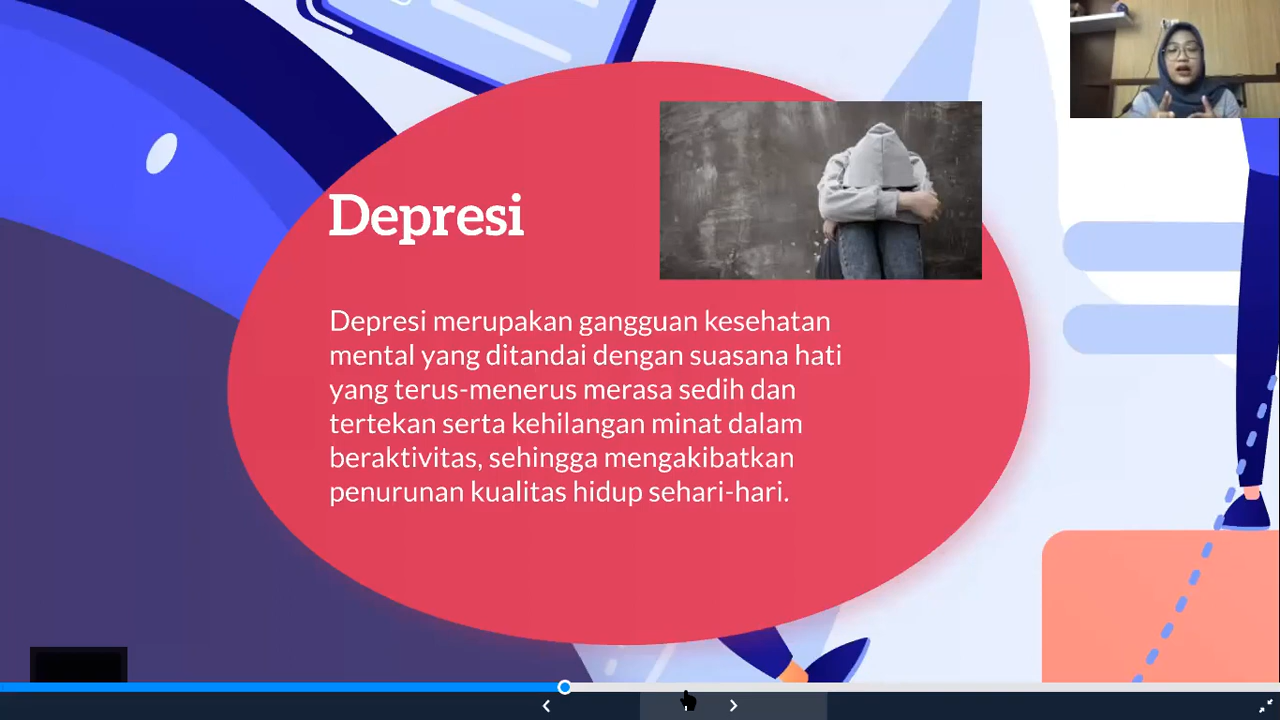 Depresi
Depresi merupakan gangguan kesehatan
mental yang ditandai dengan suasana hati
yang terus-menerus merasa sedih dan
tertekan serta kehilangan minat dalam
beraktivitas, sehingga mengakibatkan
penurunan kualitas hidup sehari-hari.